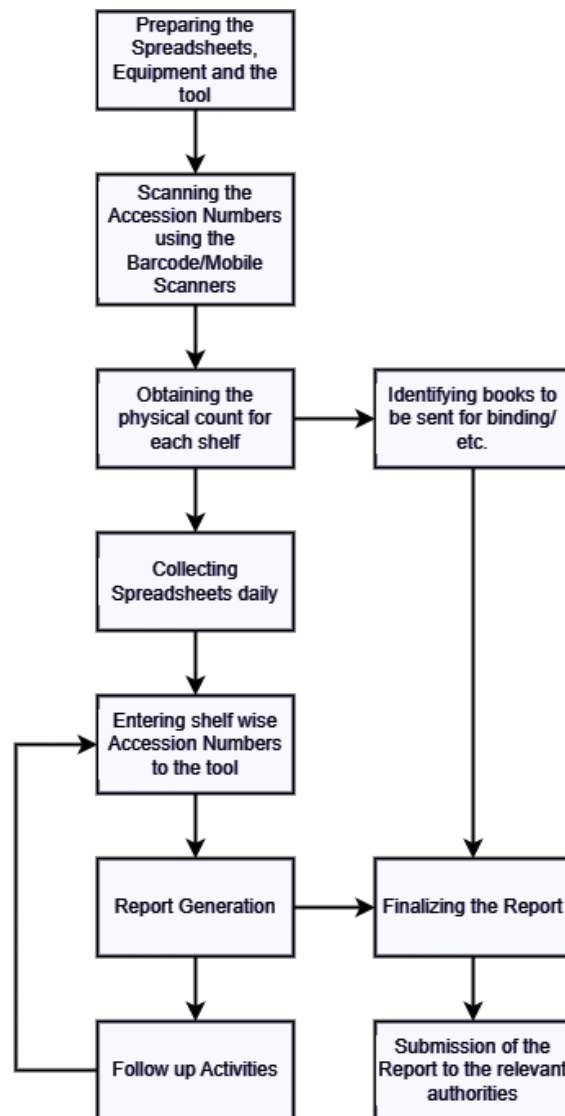 Preparing the
Spreadsheets,
Equipment and the
tool
Scanning the
Accession Numbers
using the
Barcode/Mobile
Scanners
Obtaining the
physical count for
each shelf
Identifying books to
be sent for binding/
etc.
Collecting
Spreadsheets daily
Entering shelf wise
Accession Numbers
to the tool
Report Generation
Finalizing the Report
Follow up Activities
Submission of the
Report to the relevant
authorities